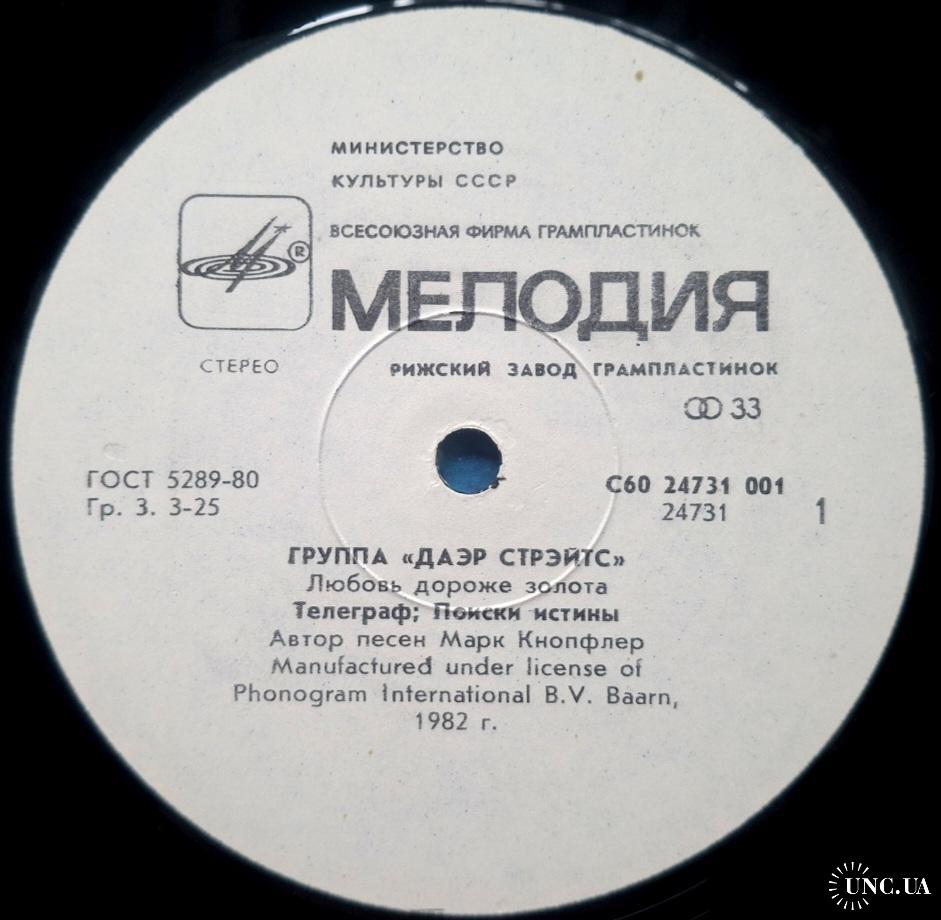 МИНИСТЕРСТВО
КУЛЬТУРЫ СССР
ВСЕСОЮЗНАЯ ФИРМА ГРАМПЛАСТИНОК
®
МЕЛОДИЯ
СТЕРЕО
РИЖСКИЙ ЗАВОД ГРАМПЛАСТИНОК
33
ГОСТ 5289-80
Гр. 3. 3-25
С60 24731 001
24731
1
ГРУППА «ДАЭР СТРЭЙТС»
Любовь дороже золота
Телеграф; Поиски истины
Автор песен Марк Кнопфлер
Manufactured under license of
Phonogram International B.V. Baarn,
1982 г.
UNC.UA